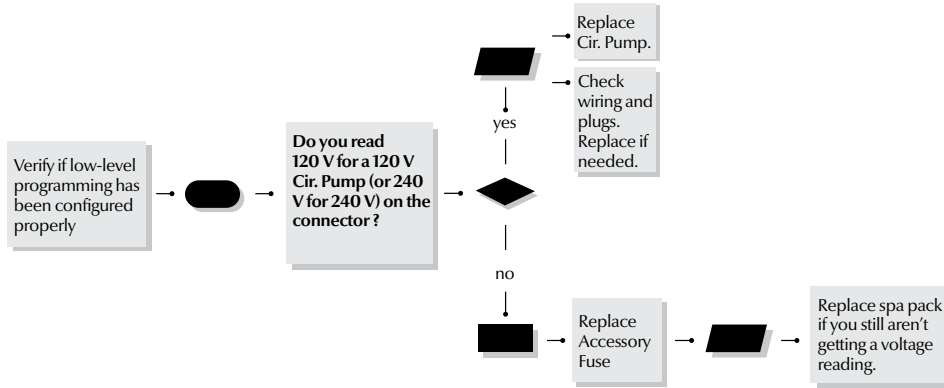 Verify if low-level
programming has
been configured
properly
Do you read
120 V for a 120 V
Cir. Pump (or 240
V for 240 V) on the
connector ?
yes
Replace
Cir. Pump.
Check
wiring and
plugs.
Replace if
needed.
no
Replace
Accessory
Fuse
Replace spa pack
if you still aren't
getting a voltage
reading.